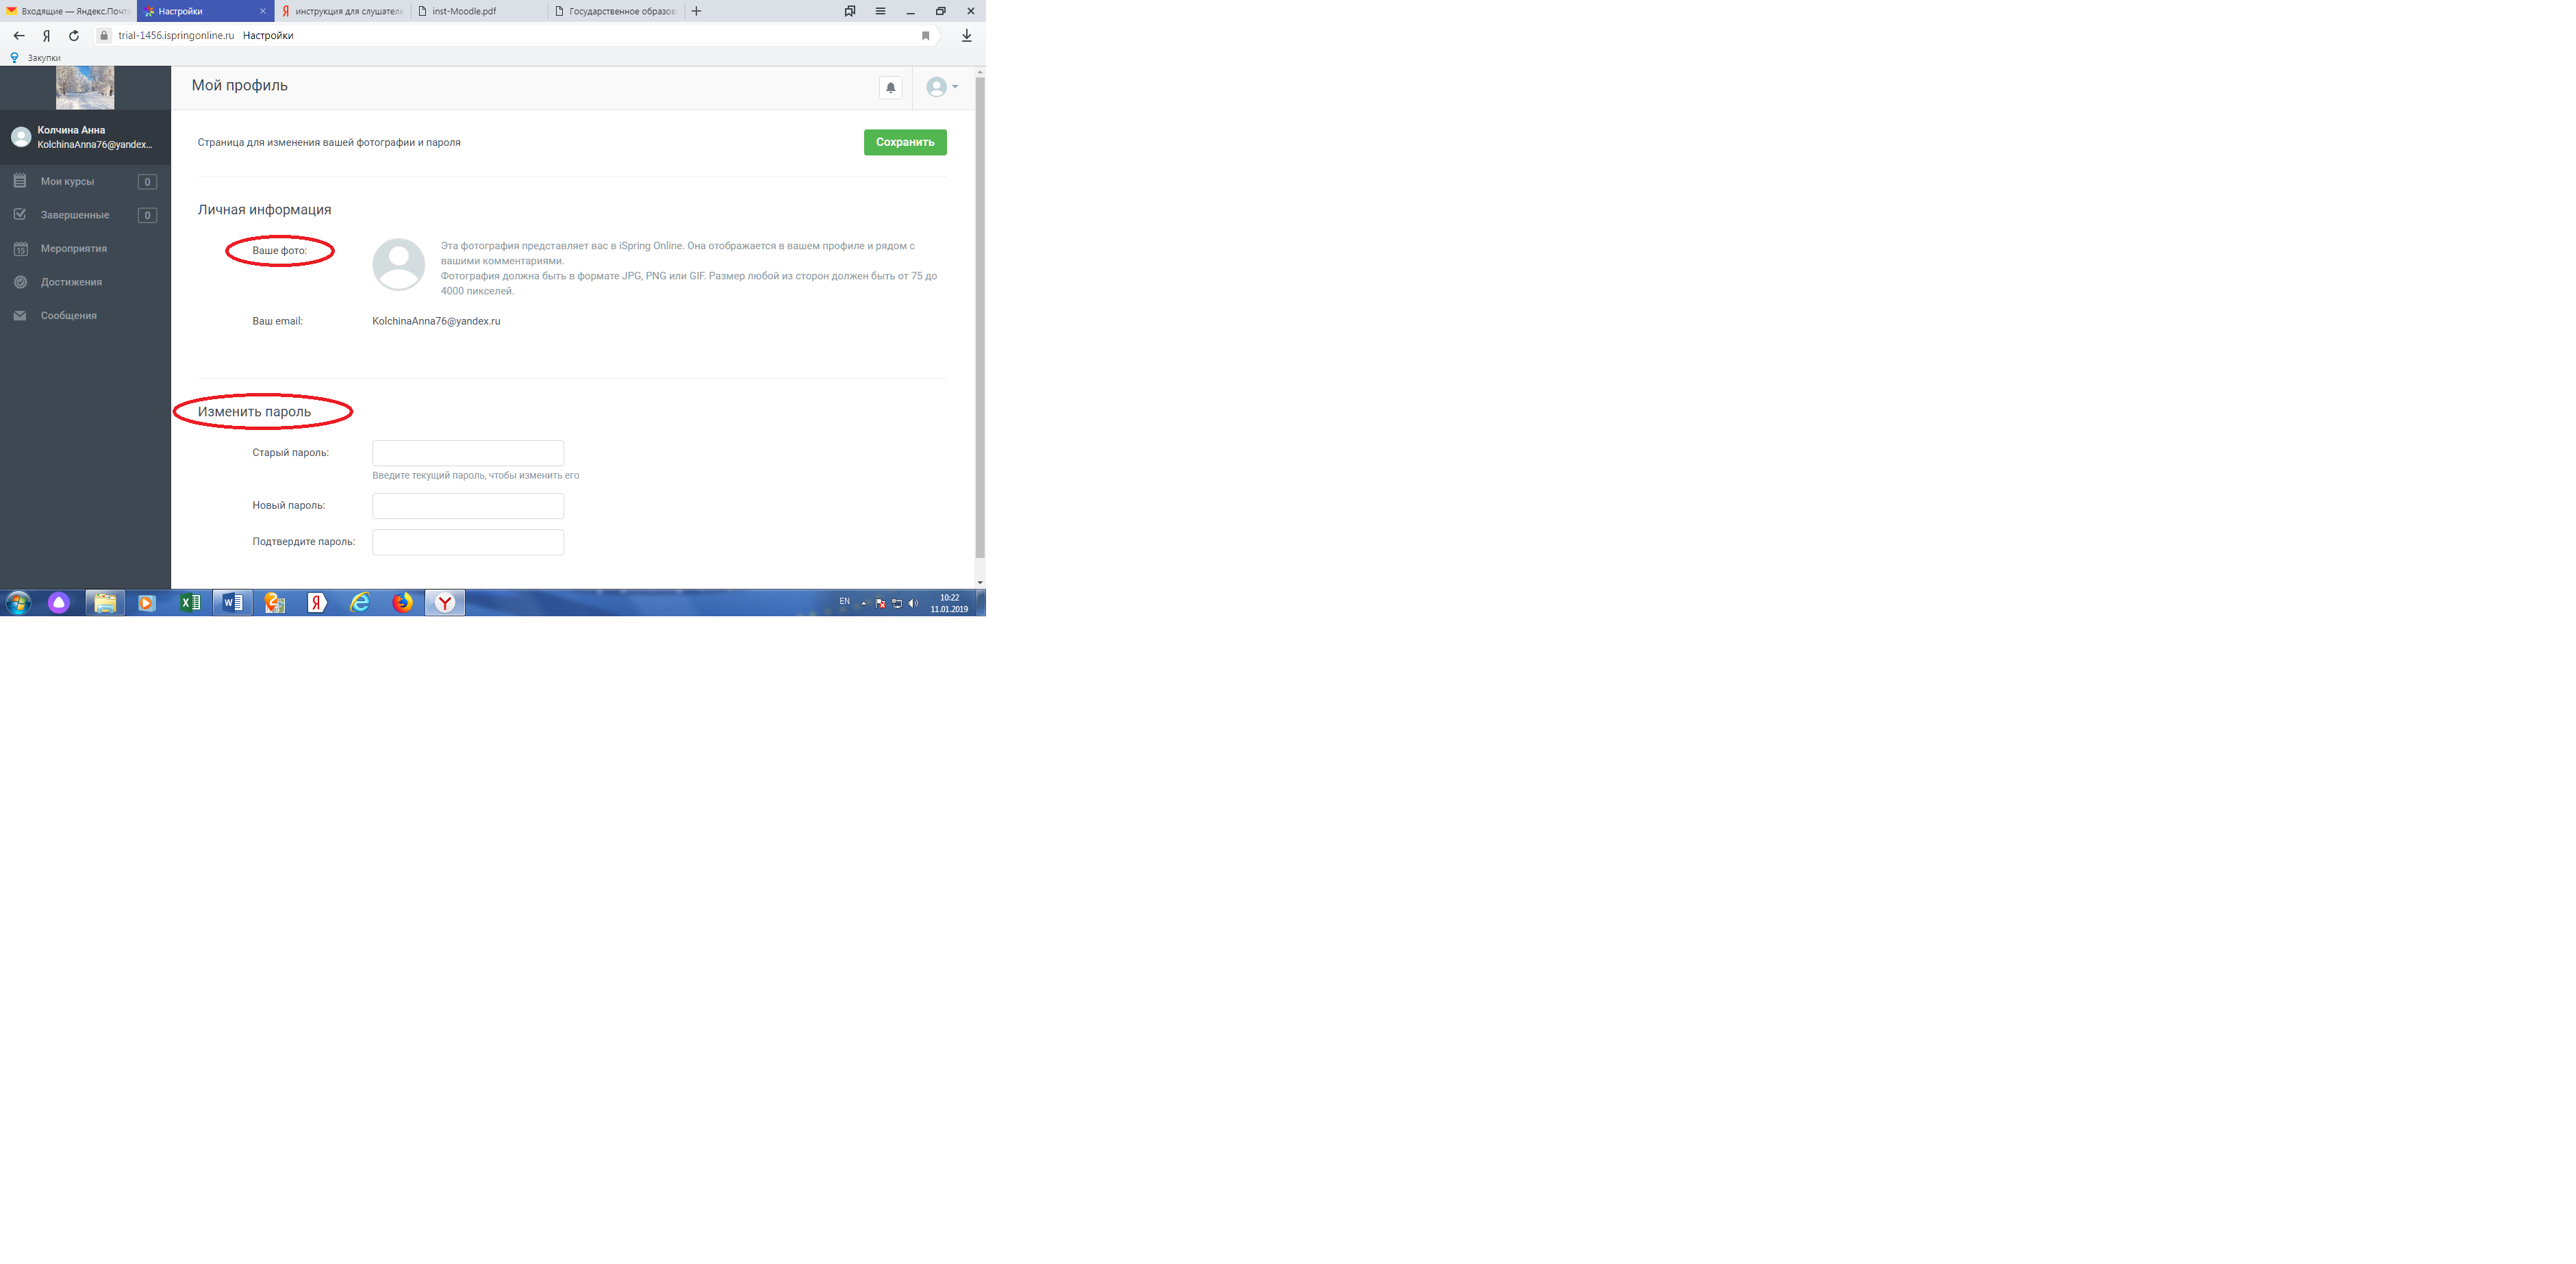 Входящие — Яндекс.Почт
Настройки
инструкция для слушател
inst-Moodle.pdf
Государственное образов
trial-1456.ispringonline.ru Настройки
Закупки
Мой профиль
Колчина Анна
KolchinaAnna76@yandex...
Мои курсы 0
Завершенные 0
15 Мероприятия
Достижения
Сообщения
Страница для изменения вашей фотографии и пароля
Сохранить
Личная информация
Ваше фото:
Эта фотография представляет вас в iSpring Online. Она отображается в вашем профиле и рядом с
вашими комментариями.
Фотография должна быть в формате JPG, PNG или GIF. Размер любой из сторон должен быть от 75 до
4000 пикселей.
Ваш email: KolchinaAnna76@yandex.ru
Изменить пароль
Старый пароль:
Введите текущий пароль, чтобы изменить его
Новый пароль:
Подтвердите пароль:
EN
10:22
11.01.2019